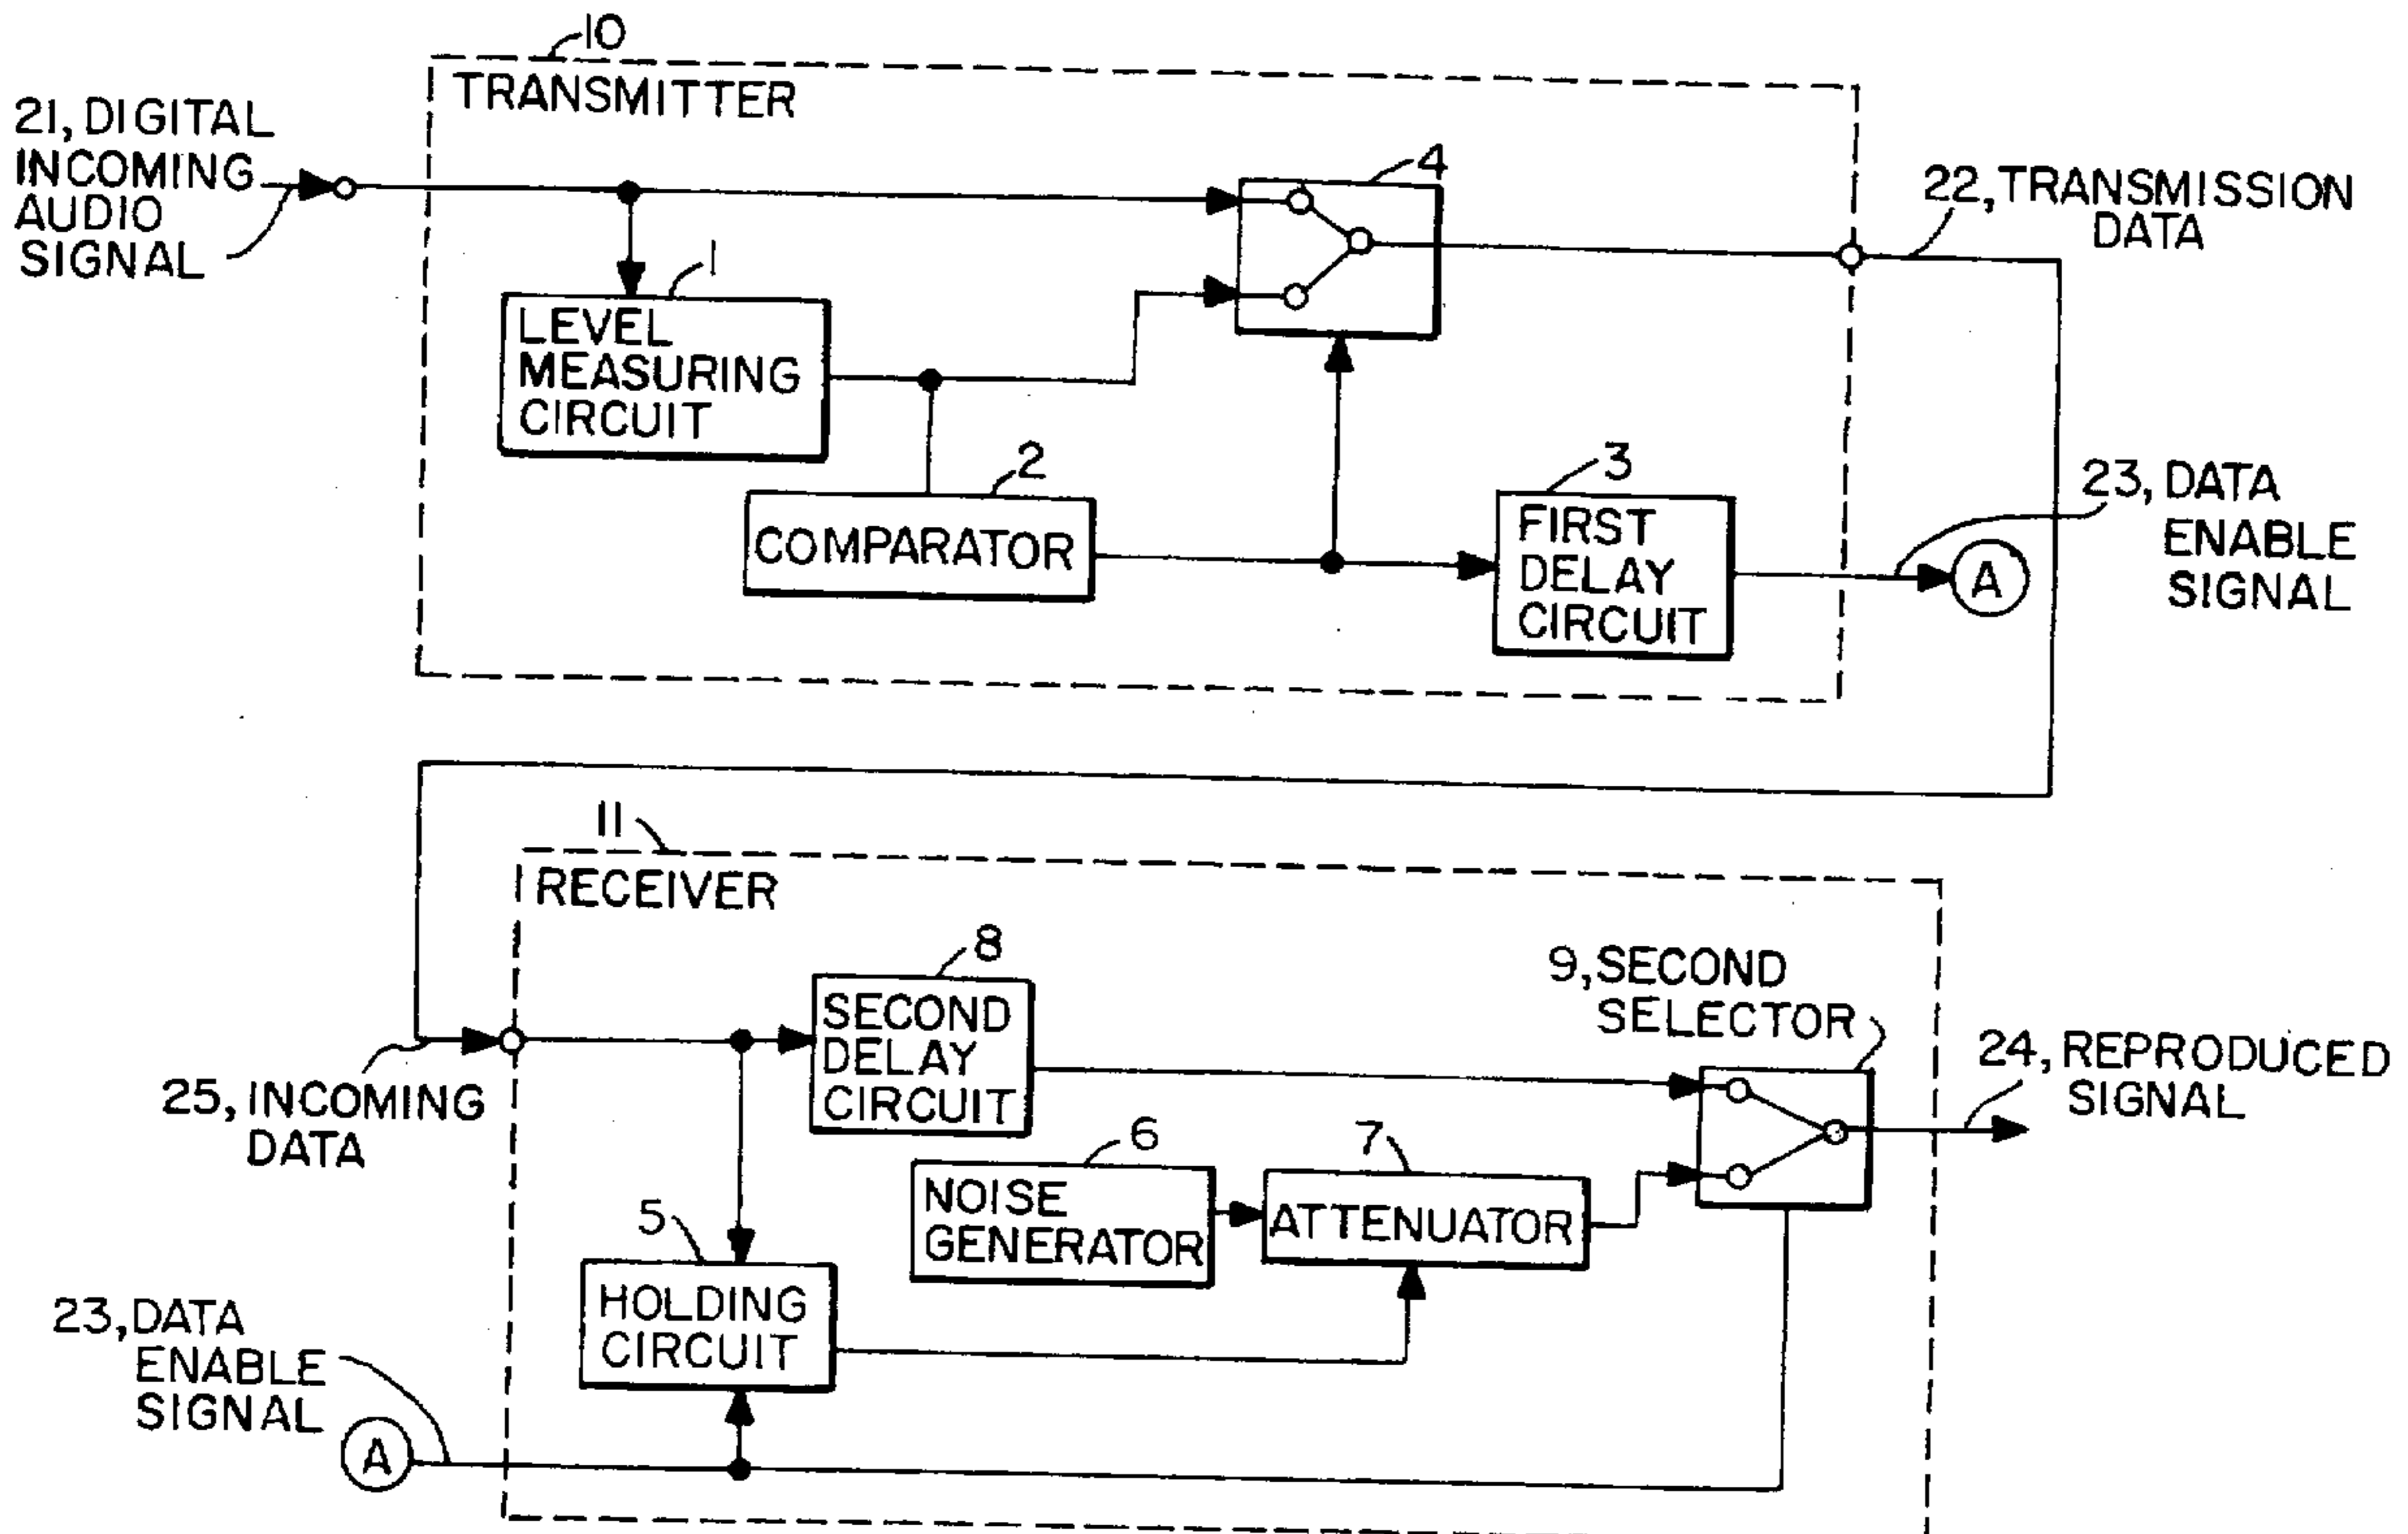 10
TRANSMITTER
21, DIGITAL
INCOMING
AUDIO
SIGNAL
4
22, TRANSMISSION
DATA
1
LEVEL
MEASURING
CIRCUIT
2
COMPARATOR
3
FIRST
DELAY
CIRCUIT
23, DATA
ENABLE
SIGNAL
A
11
RECEIVER
8
SECOND
DELAY
CIRCUIT
9, SECOND
SELECTOR
24, REPRODUCED
SIGNAL
25, INCOMING
DATA
6
NOISE
GENERATOR
7
ATTENUATOR
5
HOLDING
CIRCUIT
23, DATA
ENABLE
SIGNAL
A